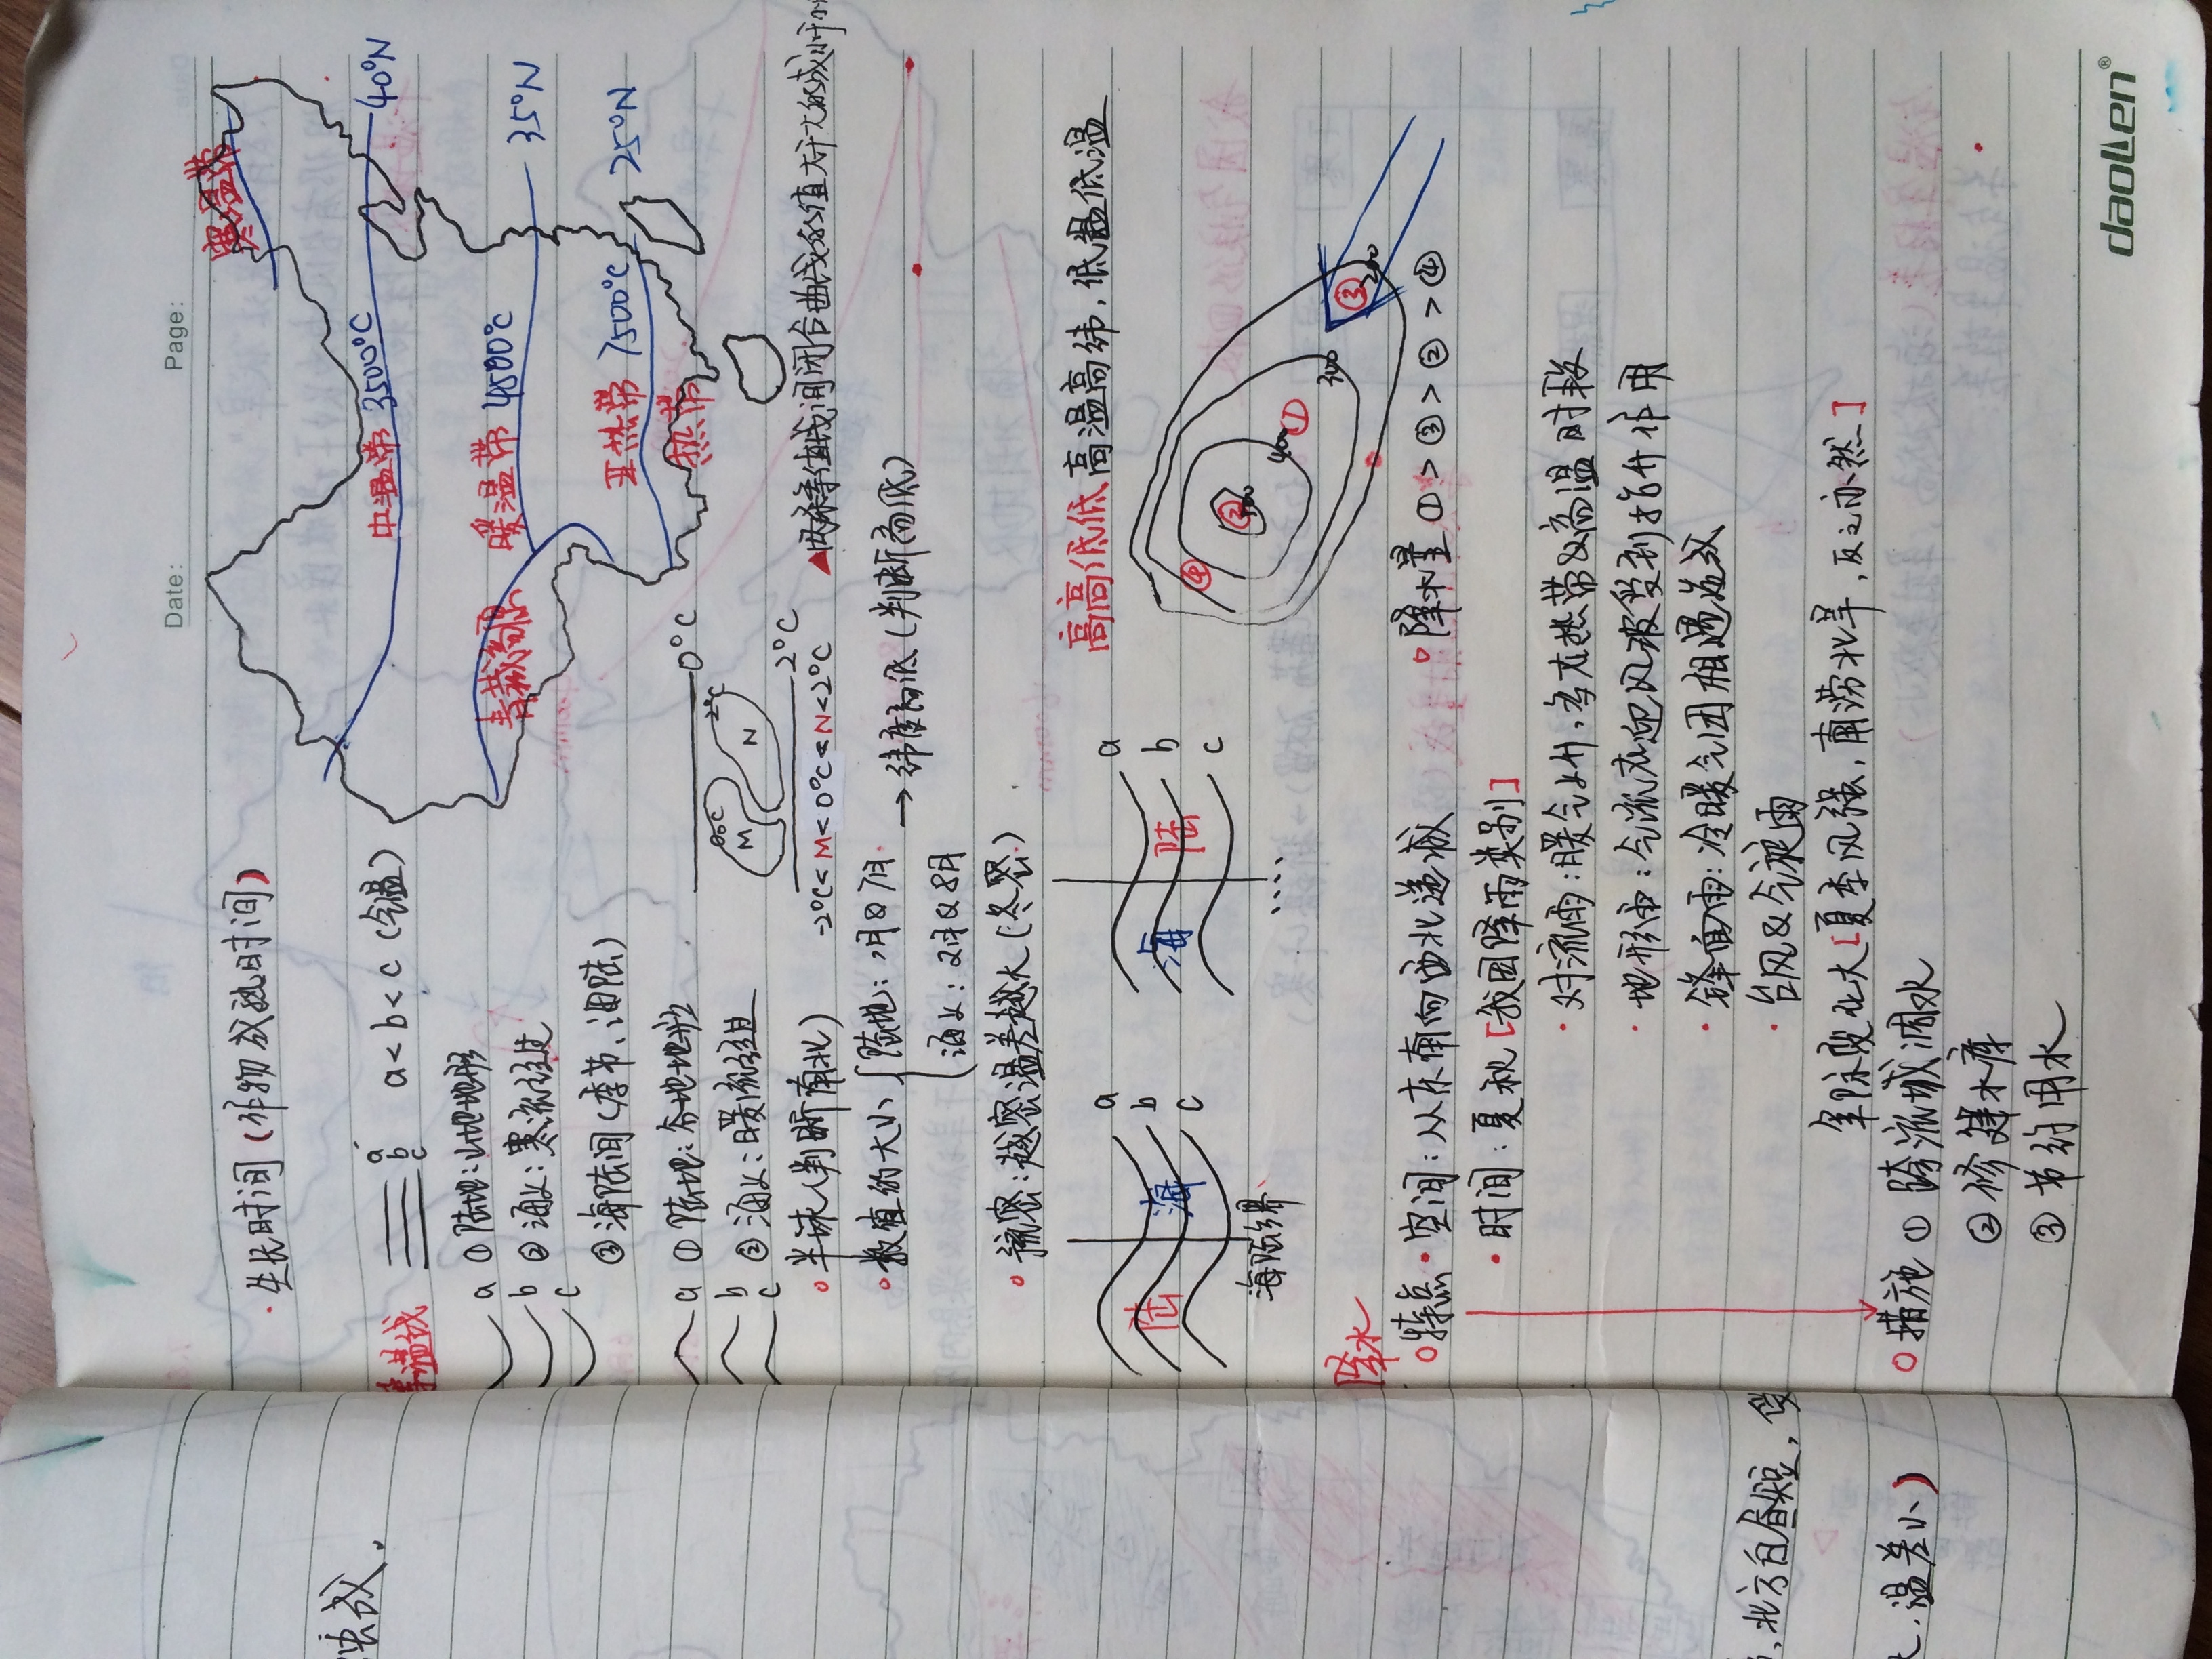 Date: Page:
蚀成.
·生长时间(作物成熟时间)
寒温带
中温带 3500°C 40°N
青藏高原 暖温带 4500°C 35°N
亚热带 7500°C 25°N
热带
等温线 a b c a<b<c (气温)
a b c
①陆地:山地地形
②海上:寒流经过
③海陆间(季节、海陆)
a b c
①陆地:谷地地形
②海上:暖流经过
0°C
0°C M 2°C N
2°C
-2°C<M<0°C<N<2°C
▲两条等值线间闭合曲线的值大于大的或小于小
○半球(判断南北)
○数值的大小 陆地:1月&7月 →纬度高低(判断高低)
海上:2月&8月
○疏密:越密温差越大(冬密)
陆 海 a b c
海陆分界
海 陆 a b c
....
高高低低 高温高纬,低温低温
④ ② 400 ① 300 ③ 200
○降水量 ①>③>②>④
降水
○特点·空间:从东南向西北递减
·时间:夏秋[我国降雨类别]
·对流雨:暖气上升,多在热带&高温时段
·地形雨:气流在迎风坡受到抬升作用
·锋面雨:冷暖气团相遇造成
·台风&气旋雨
年际变化大[夏季风强,南涝北旱,反之亦然]
○措施①跨流域调水
②修建水库
③节约用水
,北方白昼短,受
大.温差小)
daoLen®